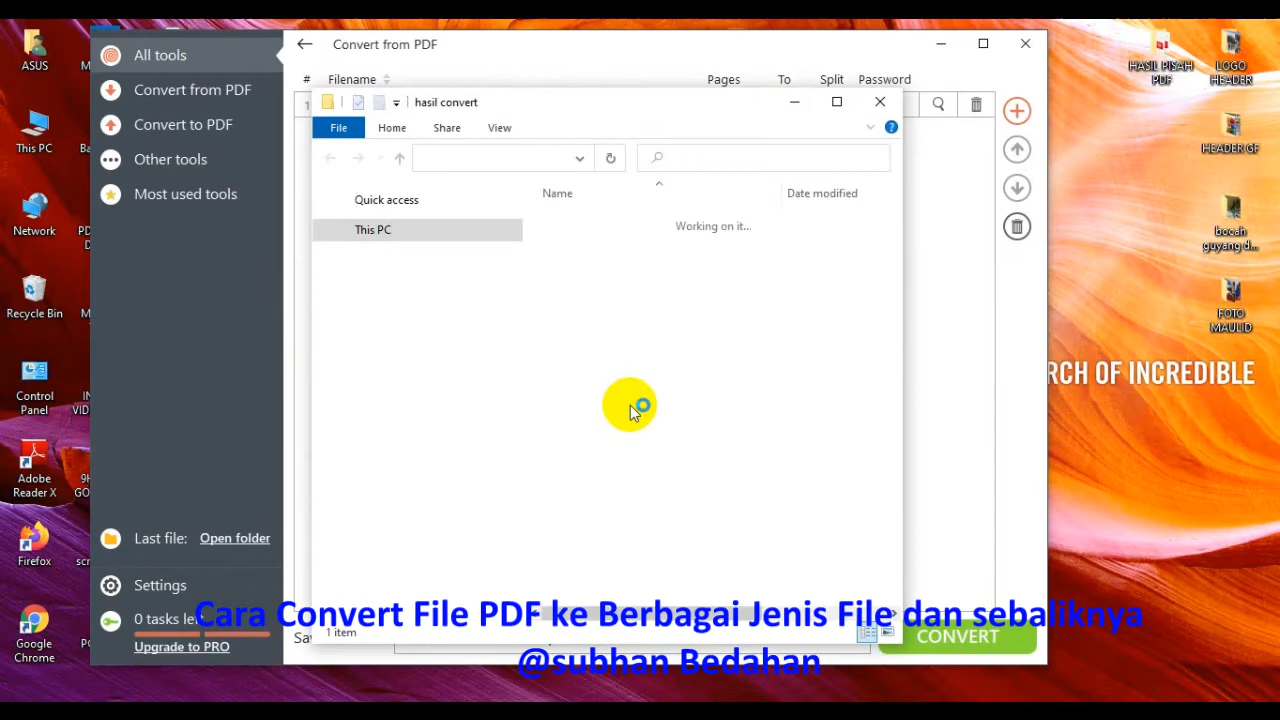 ASUS
This PC
Network
Recycle Bin
Control
Panel
Adobe
Reader X
Firefox
Google
Chrome
All tools
Convert from PDF
Convert to PDF
Other tools
Most used tools
Last file: Open folder
Settings
0 tasks le
Upgrade to PRO
Convert from PDF
# Filename Pages To Split Password
1
hasil convert
File Home Share View
Quick access
This PC
Name Date modified
Working on it...
1 item
CONVERT
HASIL PISAH
PDF
LOGO
HEADER
HEADER GF
bocah
guyang d...
FOTO
MAULID
RCH OF INCREDIBLE
Cara Convert File PDF ke Berbagai Jenis File dan sebaliknya
@subhan Bedahan